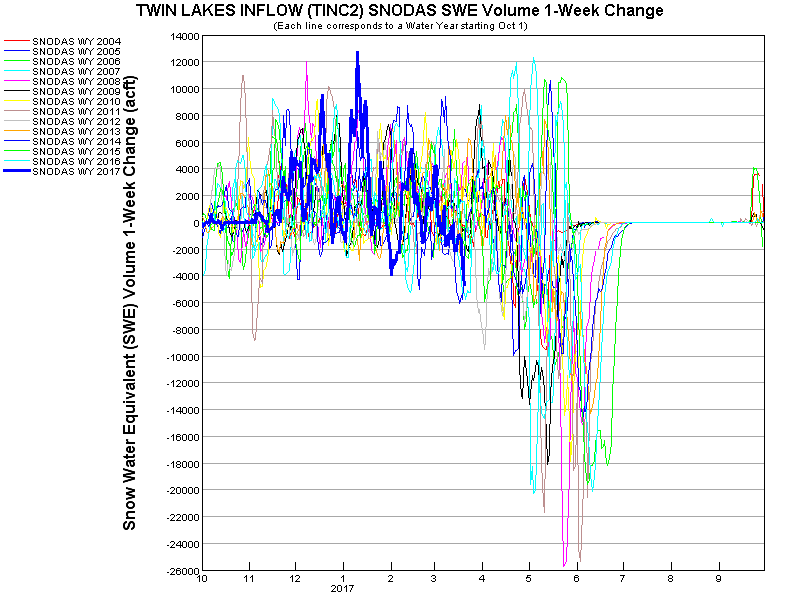 TWIN LAKES INFLOW (TINC2) SNODAS SWE Volume 1-Week Change
(Each line corresponds to a Water Year starting Oct 1)
SNODAS WY 2004
SNODAS WY 2005
SNODAS WY 2006
SNODAS WY 2007
SNODAS WY 2008
SNODAS WY 2009
SNODAS WY 2010
SNODAS WY 2011
SNODAS WY 2012
SNODAS WY 2013
SNODAS WY 2014
SNODAS WY 2015
SNODAS WY 2016
SNODAS WY 2017
Snow Water Equivalent (SWE) Volume 1-Week Change (acft)
14000
12000
10000
8000
6000
4000
2000
0
-2000
-4000
-6000
-8000
-10000
-12000
-14000
-16000
-18000
-20000
-22000
-24000
-26000
10 11 12 1 2 3 4 5 6 7 8 9
2017